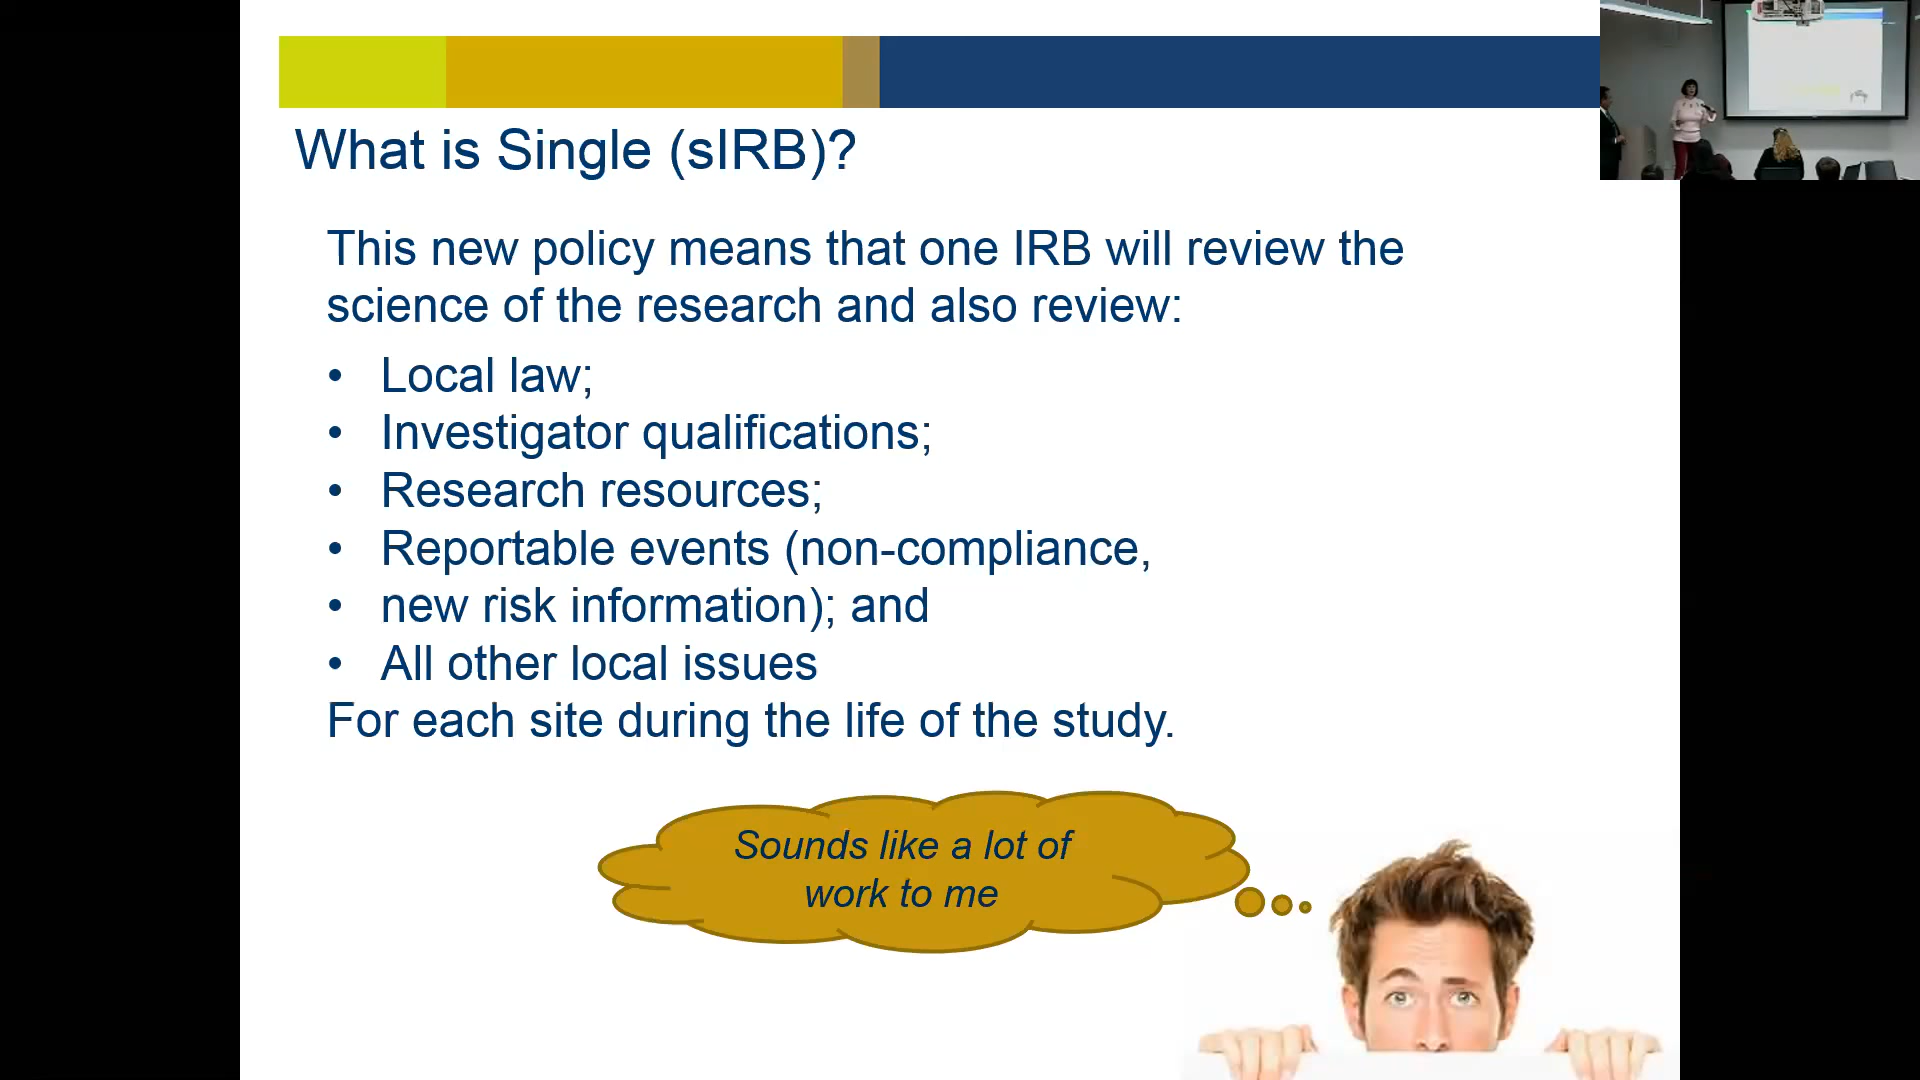 What is Single (sIRB)?
This new policy means that one IRB will review the
science of the research and also review:
• Local law;
• Investigator qualifications;
• Research resources;
• Reportable events (non-compliance,
• new risk information); and
• All other local issues
For each site during the life of the study.
Sounds like a lot of
work to me